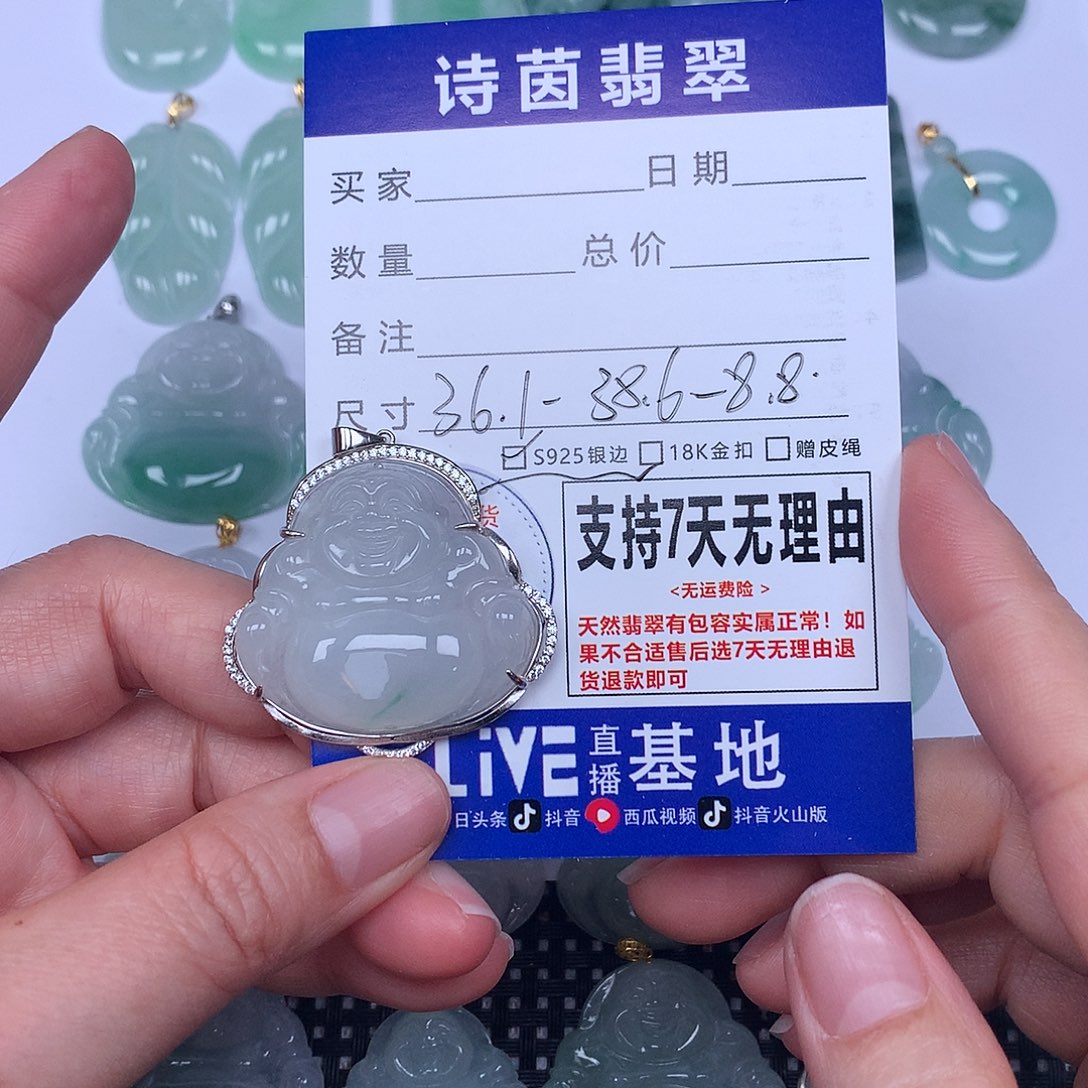 诗茵翡翠
买家 日期
数量 总价
备注
尺寸 36.1-38.6-8.8
S925银边 18K金扣 赠皮绳
货
支持7天无理由
<无运费险>
天然翡翠有包容实属正常！如
果不合适售后选7天无理由退
货退款即可
LiVE直播基地
日头条 抖音 西瓜视频 抖音火山版